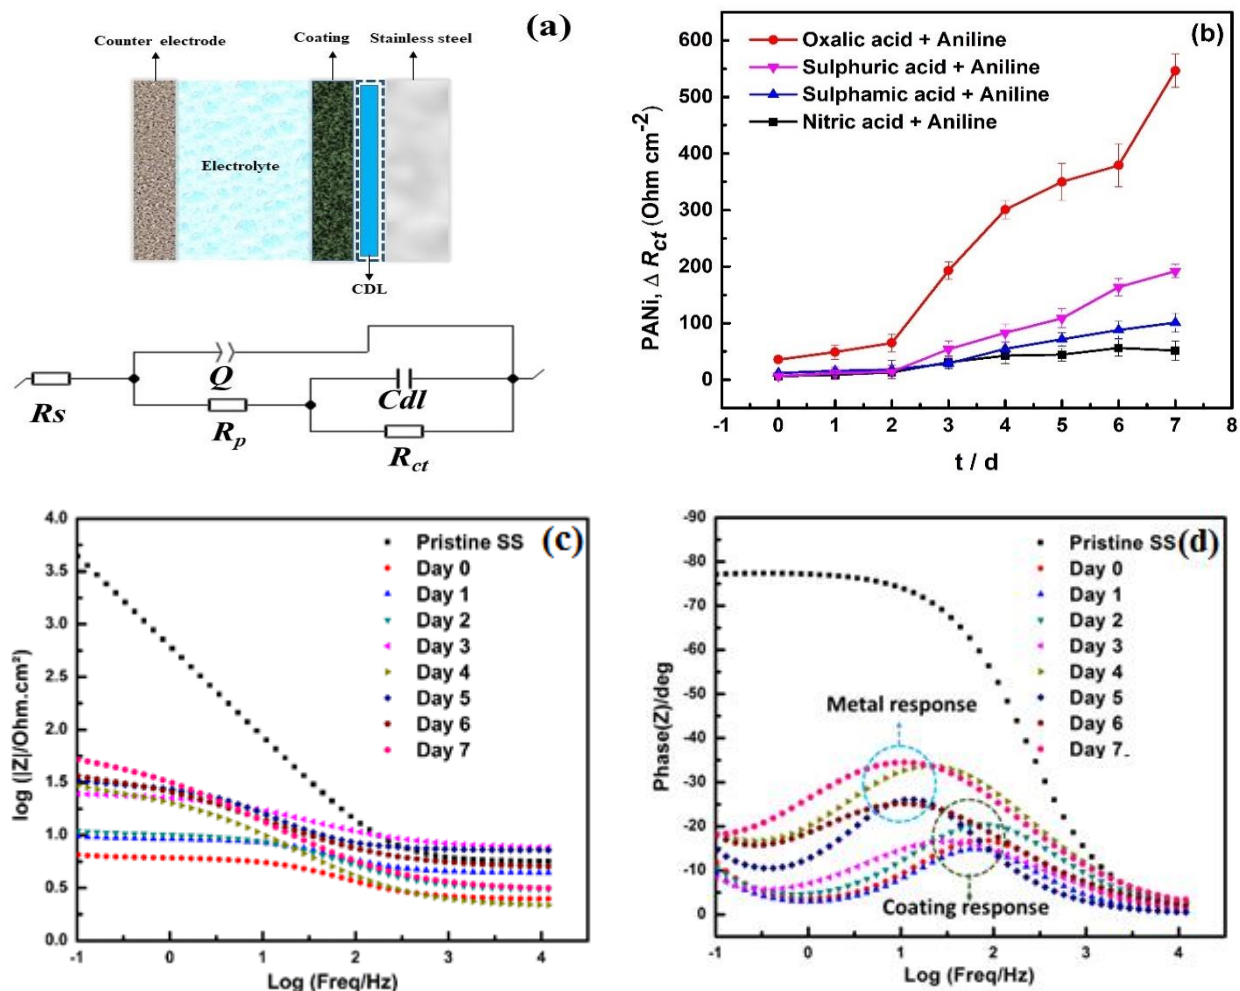 (a)
Counter electrode
Coating
Stainless steel
Electrolyte
CDL
Rs
Q
Rp
Cdl
Rct
(b)
Oxalic acid + Aniline
Sulphuric acid + Aniline
Sulphamic acid + Aniline
Nitric acid + Aniline
PANi, Δ Rct (Ohm cm-2)
600
500
400
300
200
100
0
-1 0 1 2 3 4 5 6 7 8
t / d
(c)
Pristine SS
Day 0
Day 1
Day 2
Day 3
Day 4
Day 5
Day 6
Day 7
log (|Z|/Ohm.cm²)
4.0
3.5
3.0
2.5
2.0
1.5
1.0
0.5
0.0
-1 0 1 2 3 4
Log (Freq/Hz)
(d)
Pristine SS
Day 0
Day 1
Day 2
Day 3
Day 4
Day 5
Day 6
Day 7
Metal response
Coating response
Phase(Z)/deg
-90
-80
-70
-60
-50
-40
-30
-20
-10
0
-1 0 1 2 3 4
Log (Freq/Hz)